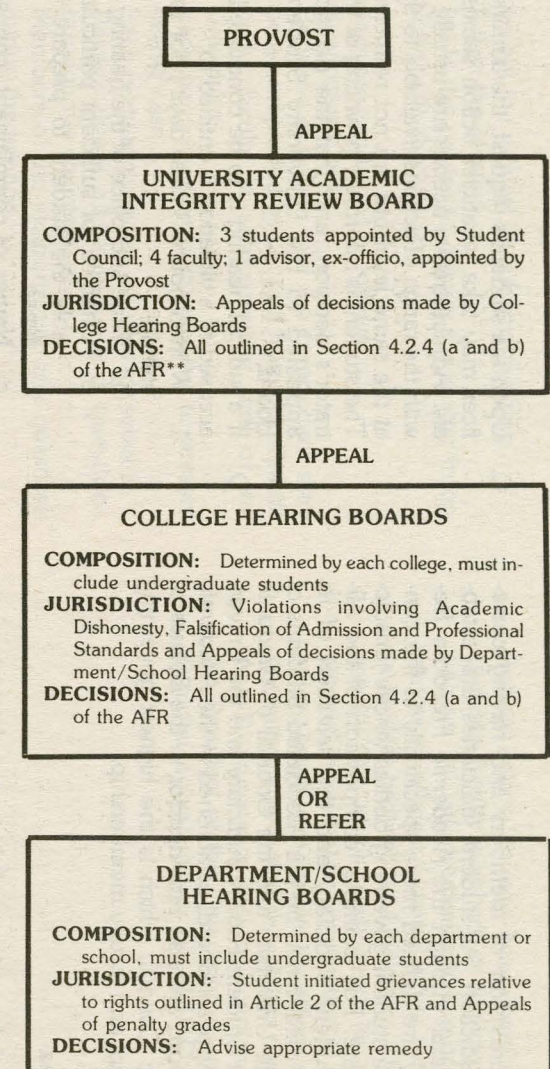 PROVOST
APPEAL
UNIVERSITY ACADEMIC
INTEGRITY REVIEW BOARD
COMPOSITION: 3 students appointed by Student
Council; 4 faculty; 1 advisor, ex-officio, appointed by
the Provost
JURISDICTION: Appeals of decisions made by Col-
lege Hearing Boards
DECISIONS: All outlined in Section 4.2.4 (a and b)
of the AFR**
APPEAL
COLLEGE HEARING BOARDS
COMPOSITION: Determined by each college, must in-
clude undergraduate students
JURISDICTION: Violations involving Academic
Dishonesty, Falsification of Admission and Professional
Standards and Appeals of decisions made by Depart-
ment/School Hearing Boards
DECISIONS: All outlined in Section 4.2.4 (a and b)
of the AFR
APPEAL
OR
REFER
DEPARTMENT/SCHOOL
HEARING BOARDS
COMPOSITION: Determined by each department or
school, must include undergraduate students
JURISDICTION: Student initiated grievances relative
to rights outlined in Article 2 of the AFR and Appeals
of penalty grades
DECISIONS: Advise appropriate remedy